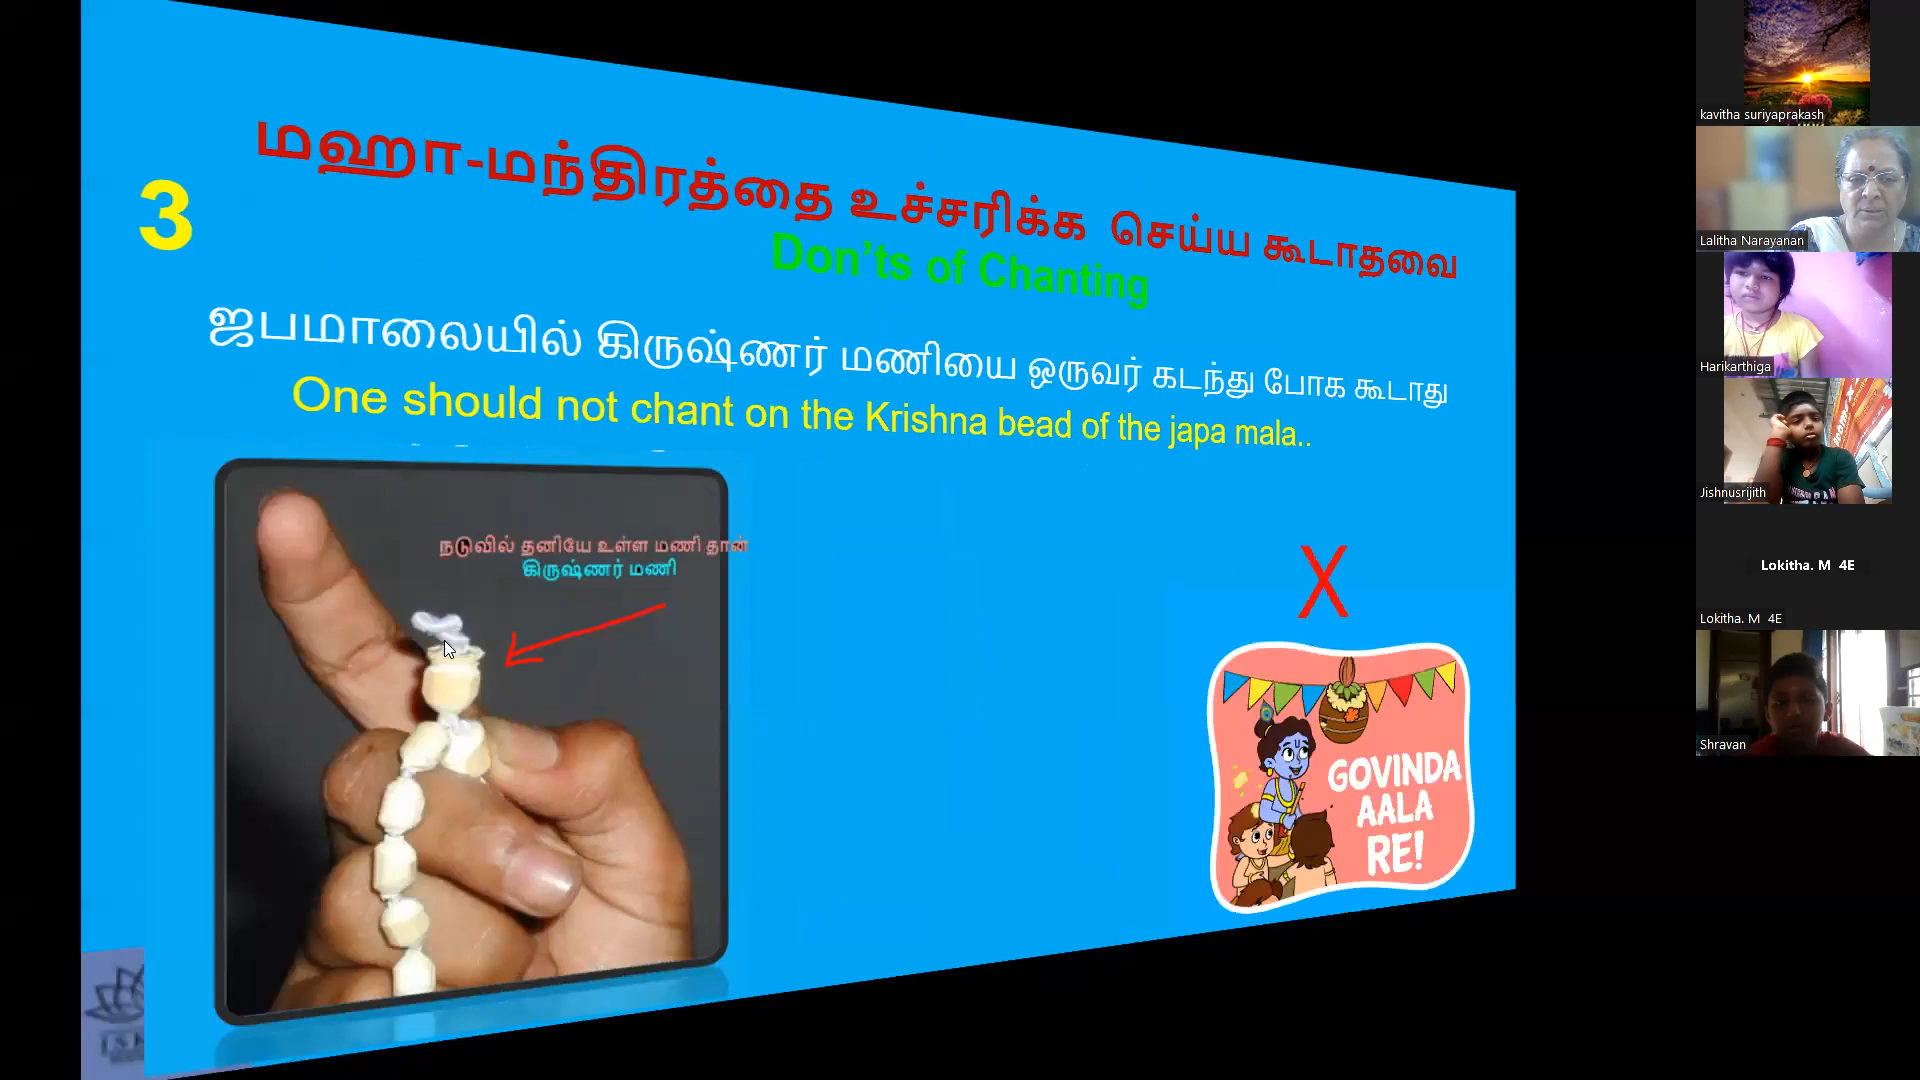 3
மஹா-மந்திரத்தை உச்சரிக்க செய்ய கூடாதவை
Don'ts of Chanting
ஜபமாலையில் கிருஷ்ணர் மணியை ஒருவர் கடந்து போக கூடாது
One should not chant on the Krishna bead of the japa mala..
நடுவில் தனியே உள்ள மணி தான்
கிருஷ்ணர் மணி
X
GOVINDA
AALA
RE!
kavitha suriyaprakash
Lalitha Narayanan
Harikarthiga
Jishnusrijith
Lokitha. M 4E
Lokitha. M 4E
Shravan